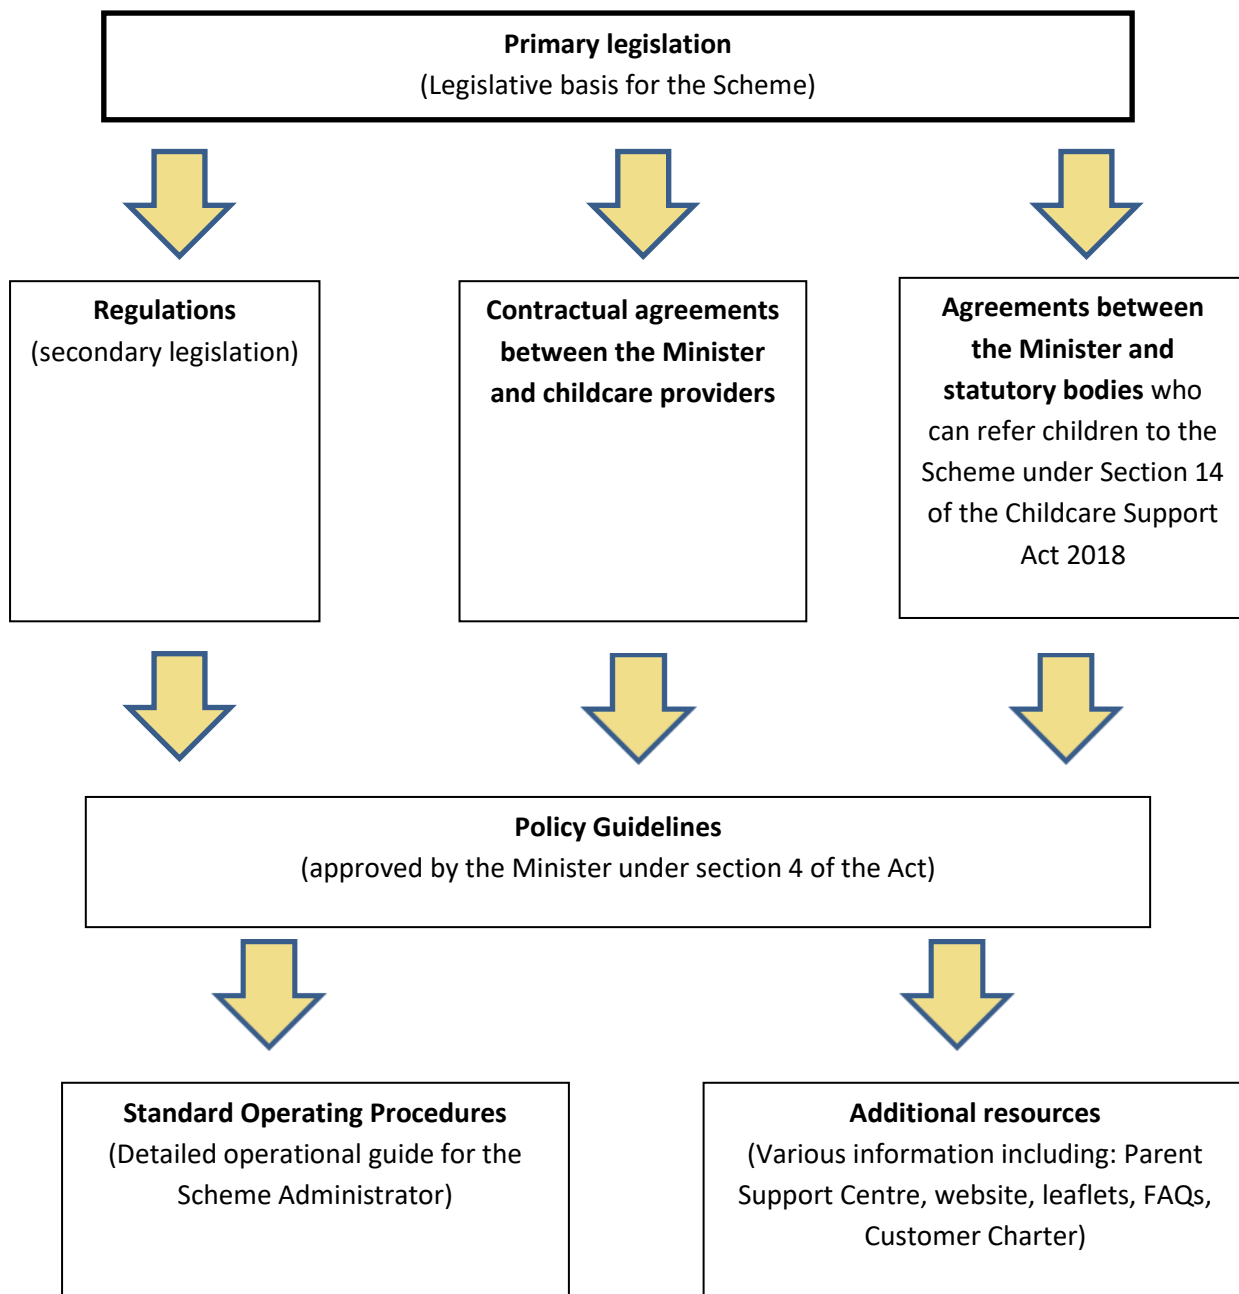 Primary legislation
(Legislative basis for the Scheme)
Regulations
(secondary legislation)
Contractual agreements
between the Minister
and childcare providers
Agreements between
the Minister and
statutory bodies who
can refer children to the
Scheme under Section 14
of the Childcare Support
Act 2018
Policy Guidelines
(approved by the Minister under section 4 of the Act)
Standard Operating Procedures
(Detailed operational guide for the
Scheme Administrator)
Additional resources
(Various information including: Parent
Support Centre, website, leaflets, FAQs,
Customer Charter)